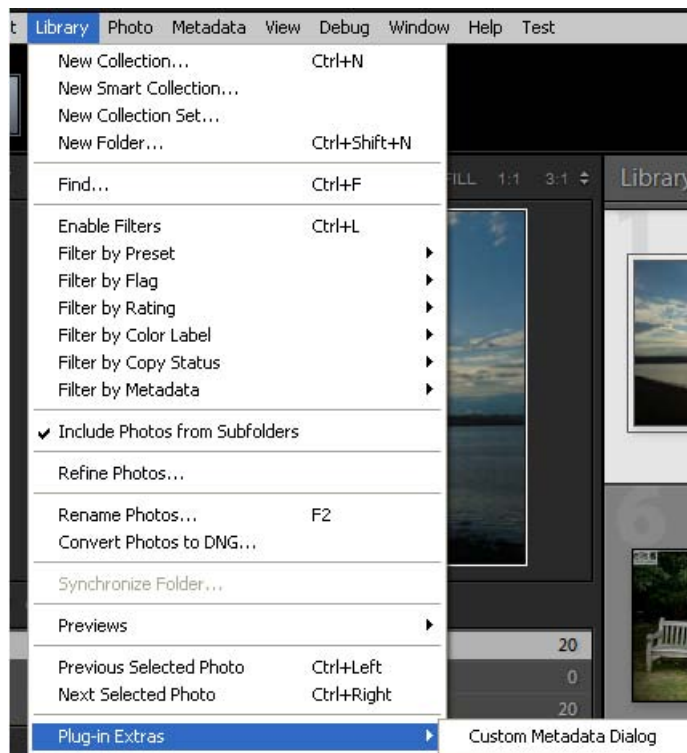 t Library Photo Metadata View Debug Window Help Test
New Collection... Ctrl+N
New Smart Collection...
New Collection Set...
New Folder... Ctrl+Shift+N
Find... Ctrl+F
Enable Filters Ctrl+L
Filter by Preset
Filter by Flag
Filter by Rating
Filter by Color Label
Filter by Copy Status
Filter by Metadata
Include Photos from Subfolders
Refine Photos...
Rename Photos... F2
Convert Photos to DNG...
Synchronize Folder...
Previews
Previous Selected Photo Ctrl+Left
Next Selected Photo Ctrl+Right
Plug-in Extras
Custom Metadata Dialog
ILL 1:1 3:1
Library
1
6
20
0
20